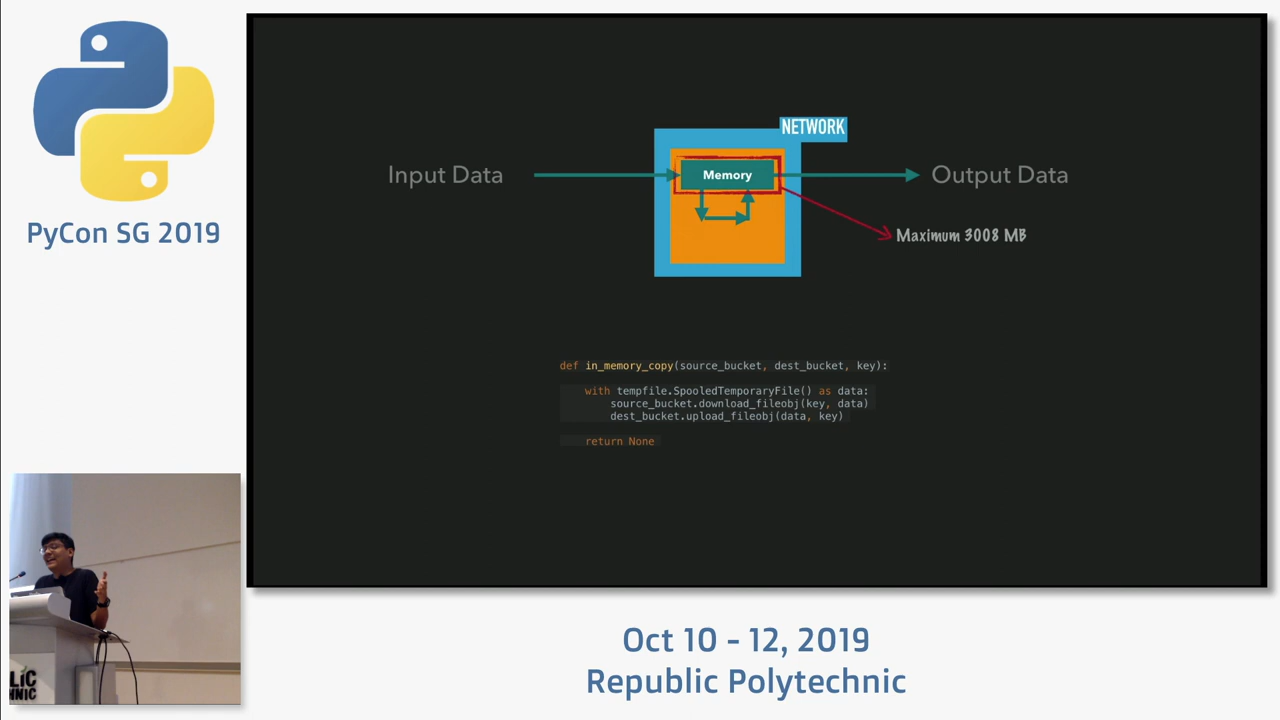 PyCon SG 2019
NETWORK
Input Data
Memory
Output Data
Maximum 3008 MB
def in_memory_copy(source_bucket, dest_bucket, key):
with tempfile.SpooledTemporaryFile() as data:
source_bucket.download_fileobj(key, data)
dest_bucket.upload_fileobj(data, key)
return None
Oct 10 - 12, 2019
Republic Polytechnic